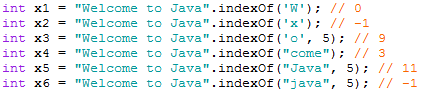 int x1 = "Welcome to Java".indexOf('W'); // 0
int x2 = "Welcome to Java".indexOf('x'); // -1
int x3 = "Welcome to Java".indexOf('o', 5); // 9
int x4 = "Welcome to Java".indexOf("come"); // 3
int x5 = "Welcome to Java".indexOf("Java", 5); // 11
int x6 = "Welcome to Java".indexOf("java", 5); // -1